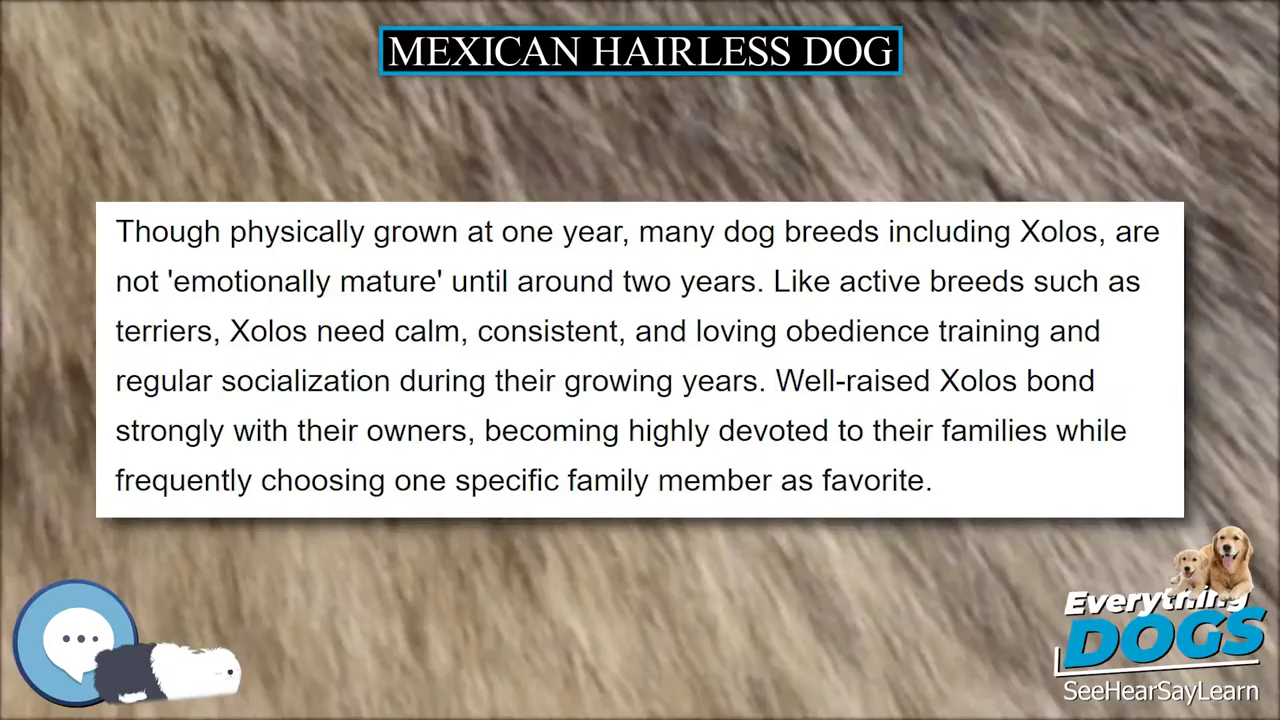 MEXICAN HAIRLESS DOG
Though physically grown at one year, many dog breeds including Xolos, are
not 'emotionally mature' until around two years. Like active breeds such as
terriers, Xolos need calm, consistent, and loving obedience training and
regular socialization during their growing years. Well-raised Xolos bond
strongly with their owners, becoming highly devoted to their families while
frequently choosing one specific family member as favorite.
Everything
DOGS
SeeHearSayLearn